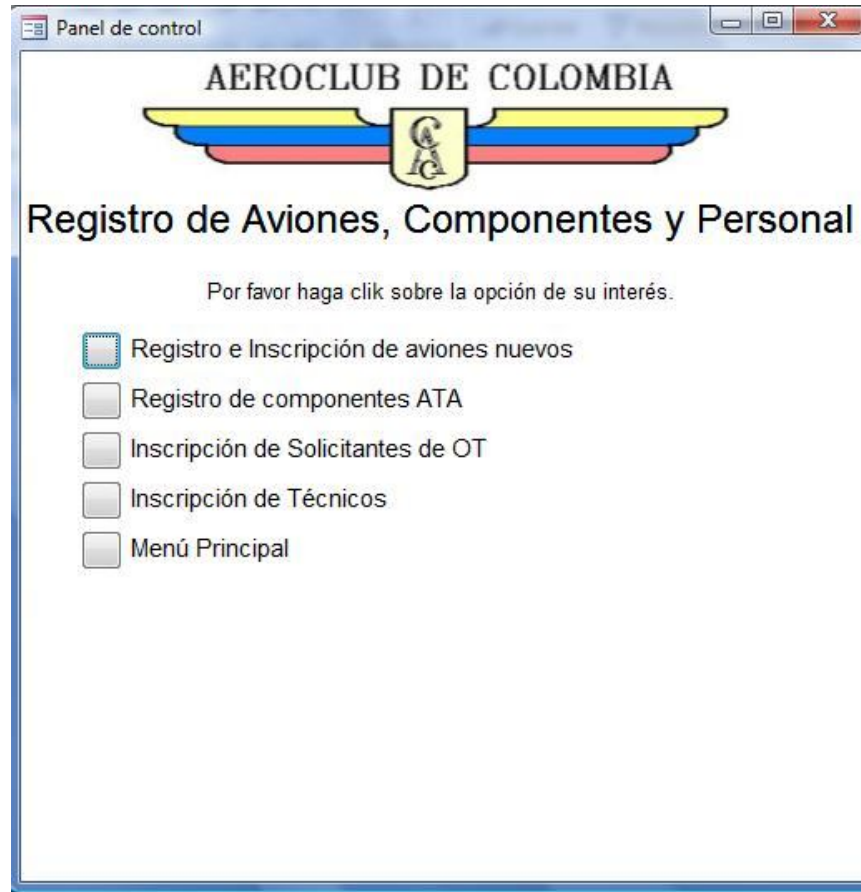 Panel de control
AEROCLUB DE COLOMBIA
CAAC
Registro de Aviones, Componentes y Personal
Por favor haga clik sobre la opción de su interés.
Registro e Inscripción de aviones nuevos
Registro de componentes ATA
Inscripción de Solicitantes de OT
Inscripción de Técnicos
Menú Principal